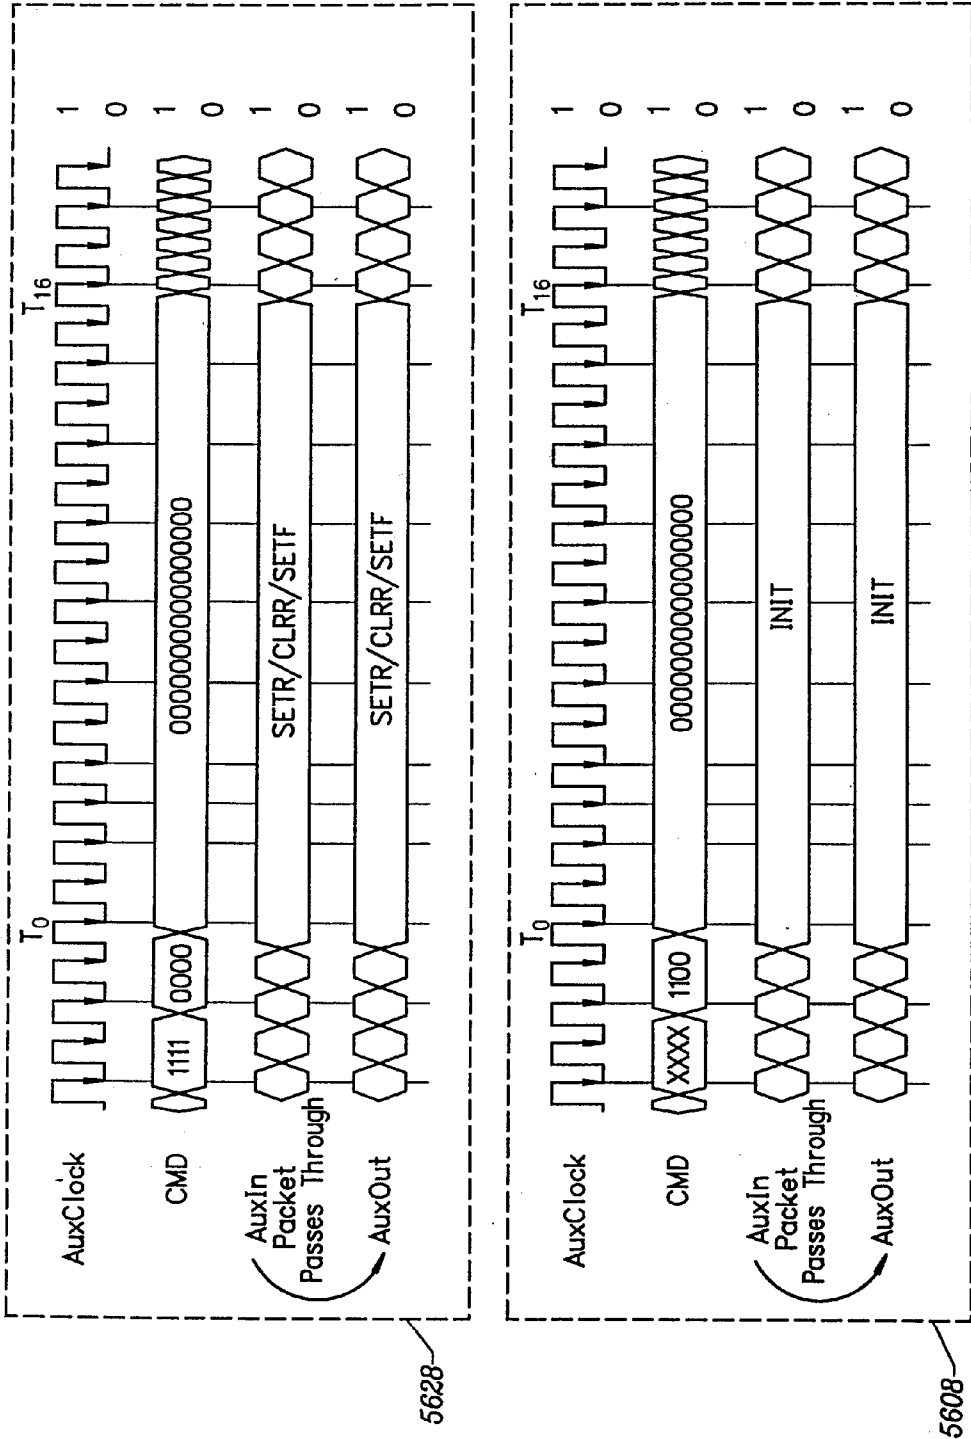 T0 T16
AuxClock 1
0
CMD 1111 0000 0000000000000000 1
0
AuxIn
Packet
Passes Through SETR/CLRR/SETF 1
0
AuxOut SETR/CLRR/SETF 1
0
5628
T0 T16
AuxClock 1
0
CMD XXXX 1100 0000000000000000 1
0
AuxIn
Packet
Passes Through INIT 1
0
AuxOut INIT 1
0
5608